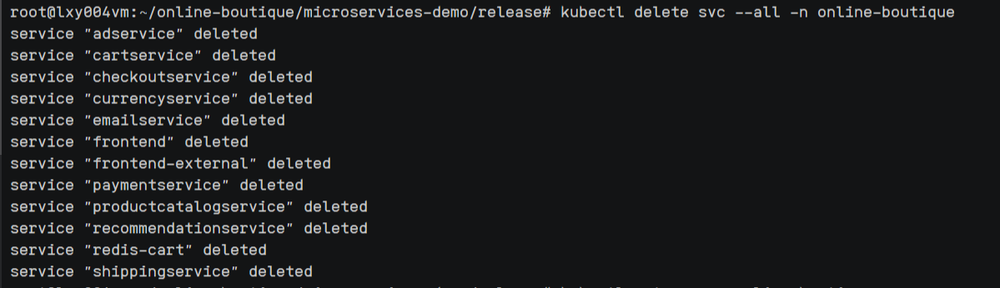 root@lxy004vm:~/online-boutique/microservices-demo/release# kubectl delete svc --all -n online-boutique
service "adservice" deleted
service "cartservice" deleted
service "checkoutservice" deleted
service "currencyservice" deleted
service "emailservice" deleted
service "frontend" deleted
service "frontend-external" deleted
service "paymentservice" deleted
service "productcatalogservice" deleted
service "recommendationservice" deleted
service "redis-cart" deleted
service "shippingservice" deleted